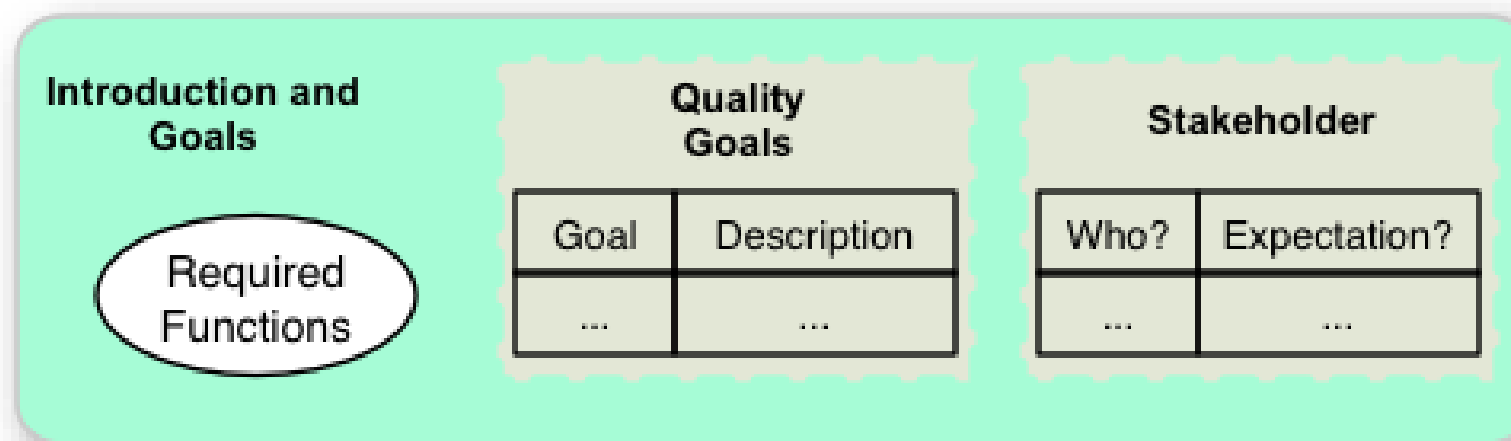 Introduction and
Goals
Required
Functions
Quality
Goals
Goal Description
... ...
Stakeholder
Who? Expectation?
... ...